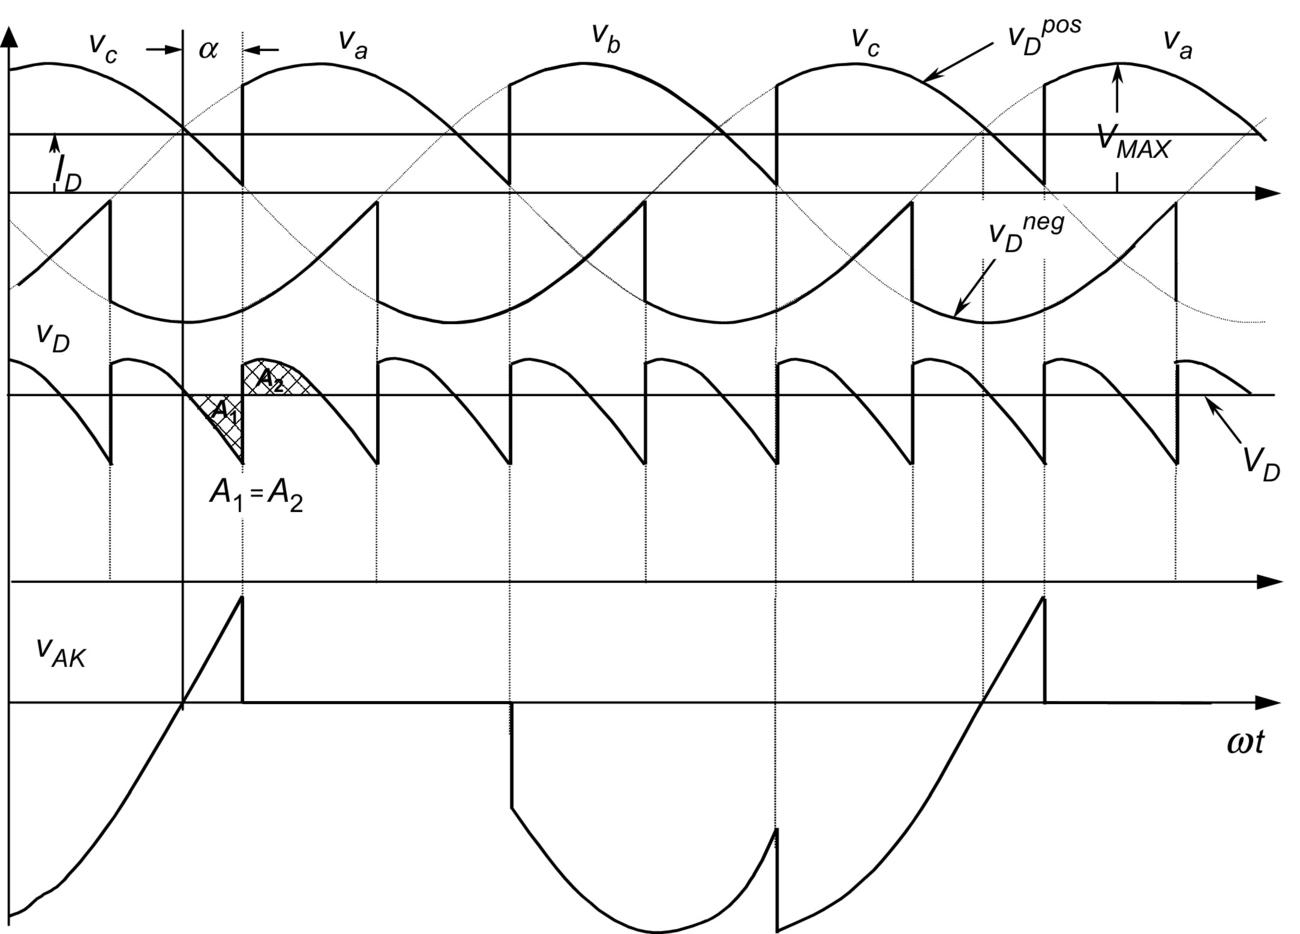 v_c α v_a v_b v_c v_D^pos v_a
I_D V_MAX
v_D^neg
v_D
A_2
A_1
V_D
A_1 = A_2
v_AK
ωt